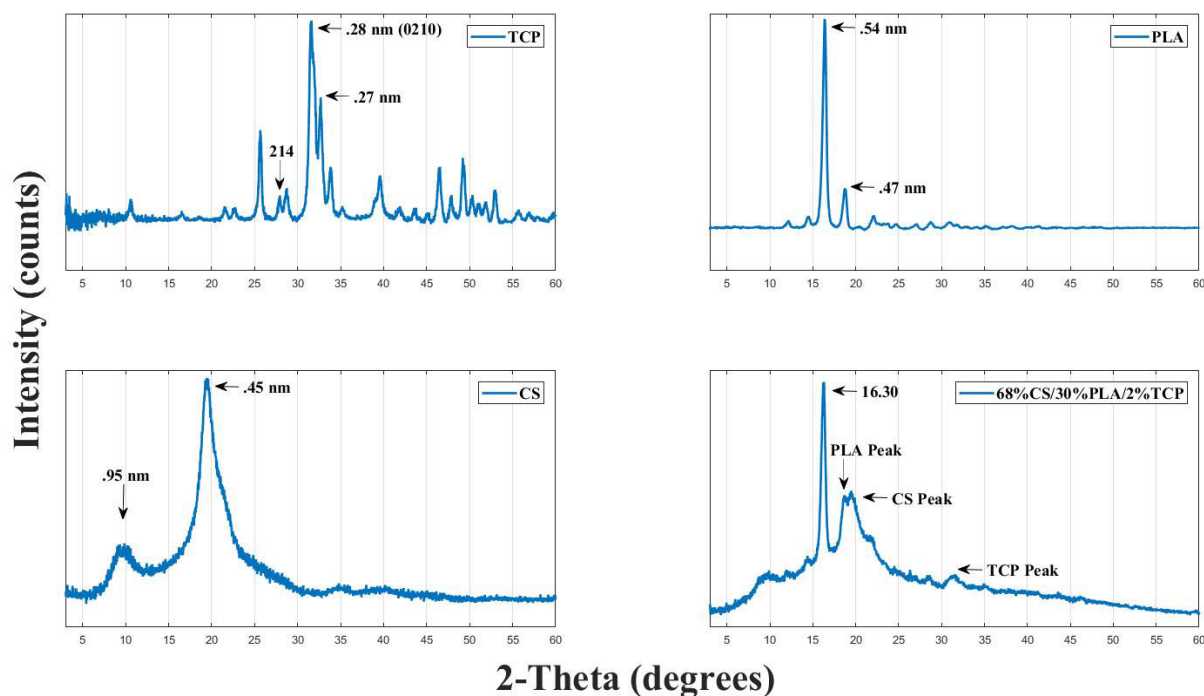 Intensity (counts)
.28 nm (0210)
TCP
.27 nm
214
5 10 15 20 25 30 35 40 45 50 55 60
.54 nm
PLA
.47 nm
5 10 15 20 25 30 35 40 45 50 55 60
.45 nm
CS
.95 nm
5 10 15 20 25 30 35 40 45 50 55 60
16.30
68%CS/30%PLA/2%TCP
PLA Peak
CS Peak
TCP Peak
5 10 15 20 25 30 35 40 45 50 55 60
2-Theta (degrees)